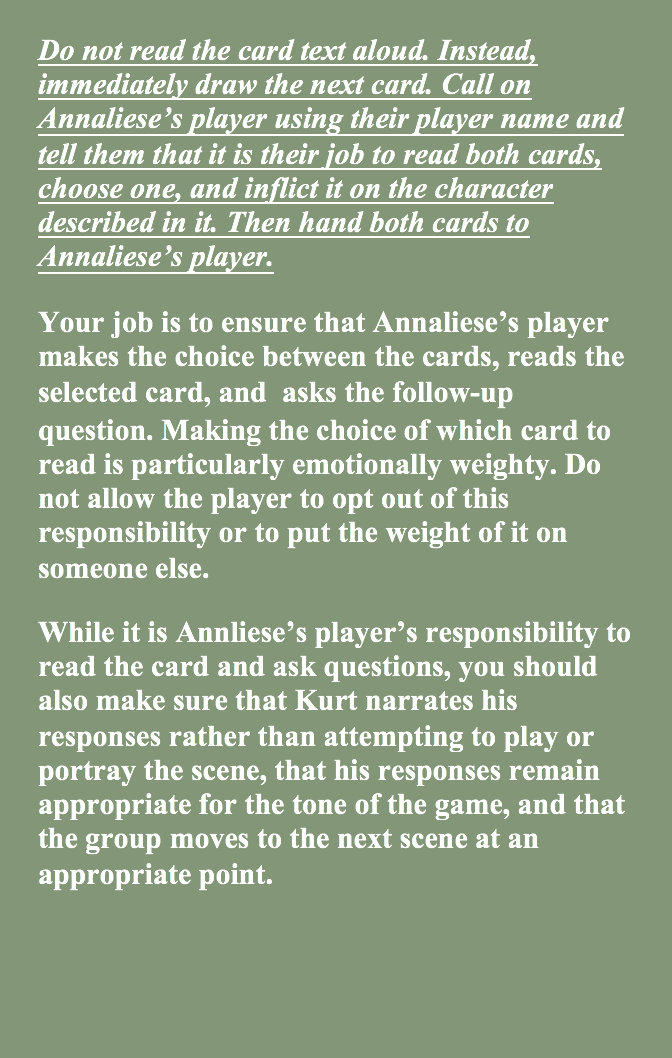 Do not read the card text aloud. Instead,
immediately draw the next card. Call on
Annaliese’s player using their player name and
tell them that it is their job to read both cards,
choose one, and inflict it on the character
described in it. Then hand both cards to
Annaliese’s player.
Your job is to ensure that Annaliese’s player
makes the choice between the cards, reads the
selected card, and  asks the follow-up
question. Making the choice of which card to
read is particularly emotionally weighty. Do
not allow the player to opt out of this
responsibility or to put the weight of it on
someone else.
While it is Annliese’s player’s responsibility to
read the card and ask questions, you should
also make sure that Kurt narrates his
responses rather than attempting to play or
portray the scene, that his responses remain
appropriate for the tone of the game, and that
the group moves to the next scene at an
appropriate point.